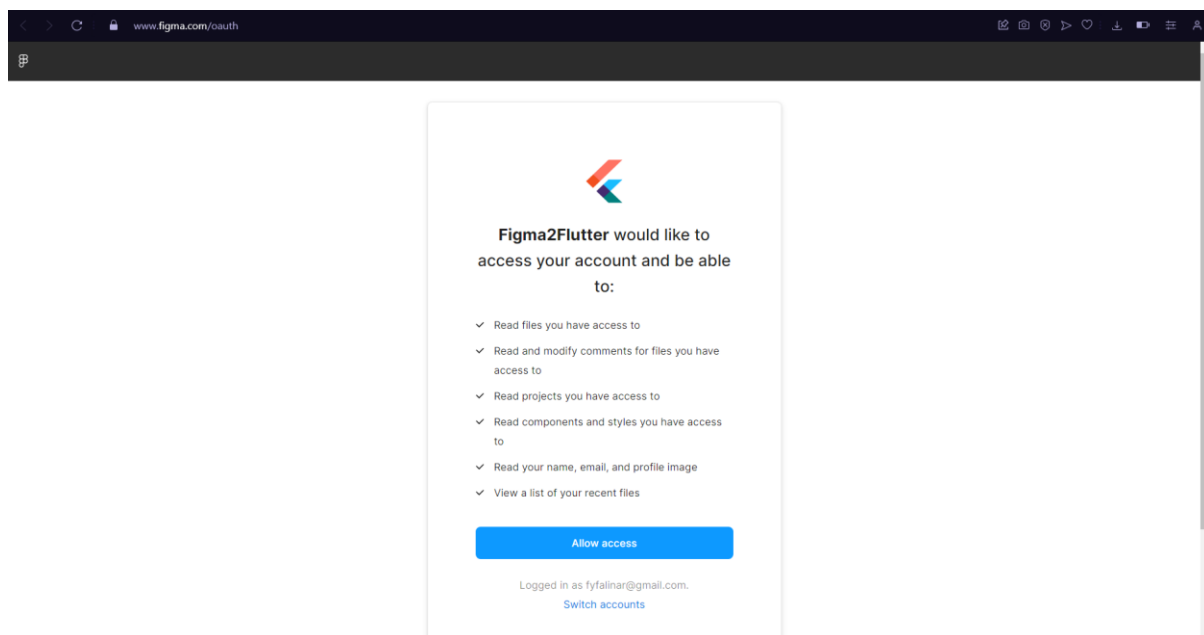 www.figma.com/oauth
Figma2Flutter would like to
access your account and be able
to:
Read files you have access to
Read and modify comments for files you have
access to
Read projects you have access to
Read components and styles you have access
to
Read your name, email, and profile image
View a list of your recent files
Allow access
Logged in as fyfalinar@gmail.com.
Switch accounts